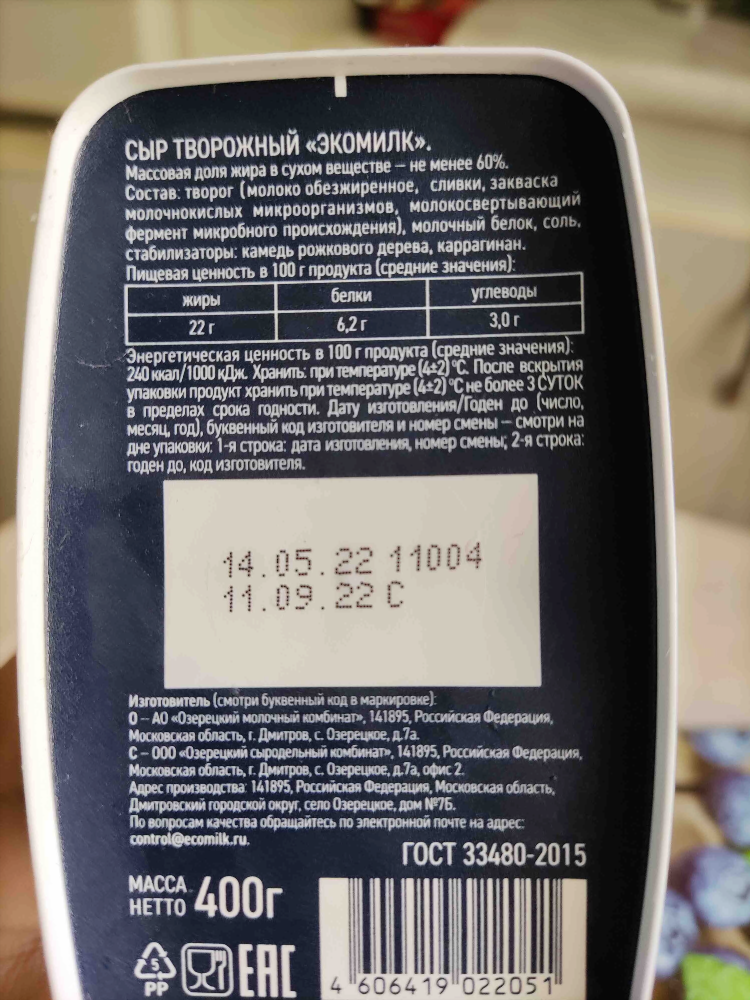 СЫР ТВОРОЖНЫЙ «ЭКОМИЛК».
Массовая доля жира в сухом веществе – не менее 60%.
Состав: творог (молоко обезжиренное, сливки, закваска
молочнокислых микроорганизмов, молокосвертывающий
фермент микробного происхождения), молочный белок, соль,
стабилизаторы: камедь рожкового дерева, каррагинан.
Пищевая ценность в 100 г продукта (средние значения):
жиры белки углеводы
22 г 6,2 г 3,0 г
Энергетическая ценность в 100 г продукта (средние значения):
240 ккал/1000 кДж. Хранить: при температуре (4±2) °С. После вскрытия
упаковки продукт хранить при температуре (4±2) °С не более 3 СУТОК
в пределах срока годности. Дату изготовления/Годен до (число,
месяц, год), буквенный код изготовителя и номер смены – смотри на
дне упаковки: 1-я строка: дата изготовления, номер смены; 2-я строка:
годен до, код изготовителя.
14.05.22 11004
11.09.22 С
Изготовитель (смотри буквенный код в маркировке):
О – АО «Озерецкий молочный комбинат», 141895, Российская Федерация,
Московская область, г. Дмитров, с. Озерецкое, д.7а.
С – ООО «Озерецкий сыродельный комбинат», 141895, Российская Федерация,
Московская область, г. Дмитров, с. Озерецкое, д.7а, офис 2.
Адрес производства: 141895, Российская Федерация, Московская область,
Дмитровский городской округ, село Озерецкое, дом №7Б.
По вопросам качества обращайтесь по электронной почте на адрес:
control@ecomilk.ru.
ГОСТ 33480-2015
МАССА
НЕТТО 400г
5
PP
ЕАС
4 606419 022051